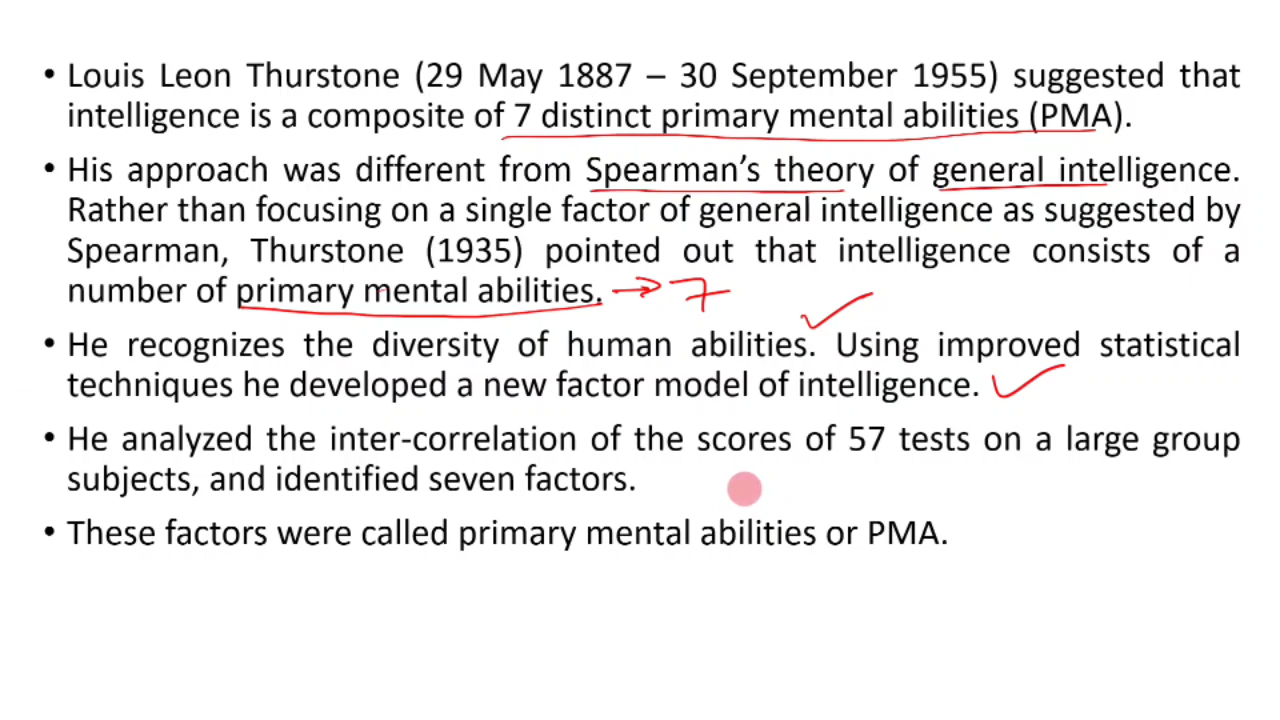 • Louis Leon Thurstone (29 May 1887 – 30 September 1955) suggested that
intelligence is a composite of 7 distinct primary mental abilities (PMA).
• His approach was different from Spearman’s theory of general intelligence.
Rather than focusing on a single factor of general intelligence as suggested by
Spearman, Thurstone (1935) pointed out that intelligence consists of a
number of primary mental abilities. → 7
• He recognizes the diversity of human abilities. Using improved statistical
techniques he developed a new factor model of intelligence.
• He analyzed the inter-correlation of the scores of 57 tests on a large group
subjects, and identified seven factors.
• These factors were called primary mental abilities or PMA.